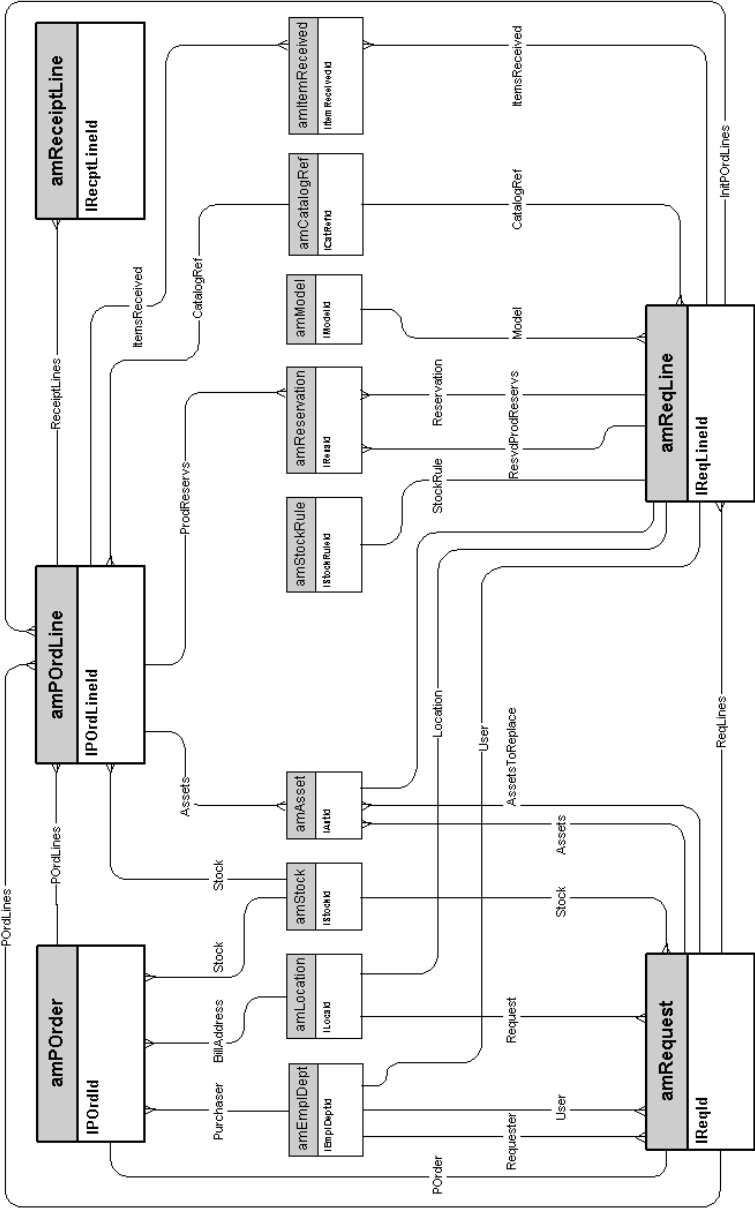 amPOrder
lPOrdId
amPOrdLine
lPOrdLineId
amReceiptLine
lRecptLineId
POrdLines
POrdLines
ReceiptLines
Purchaser
BillAddress
Stock
Stock
Assets
ProdReservs
CatalogRef
ItemsReceived
amEmplDept
lEmplDeptId
amLocation
lLocaId
amStock
lStockId
amAsset
lAstId
amStockRule
lStockRuleId
amReservation
lResId
amModel
lModelId
amCatalogRef
lCatRefId
amItemReceived
lItemReceivedId
POrder
Requester
User
Request
Stock
Assets
AssetsToReplace
User
Location
StockRule
ResvdProdReservs
Reservation
Model
CatalogRef
ItemsReceived
InitPOrdLines
ReqLines
amRequest
lReqId
amReqLine
lReqLineId